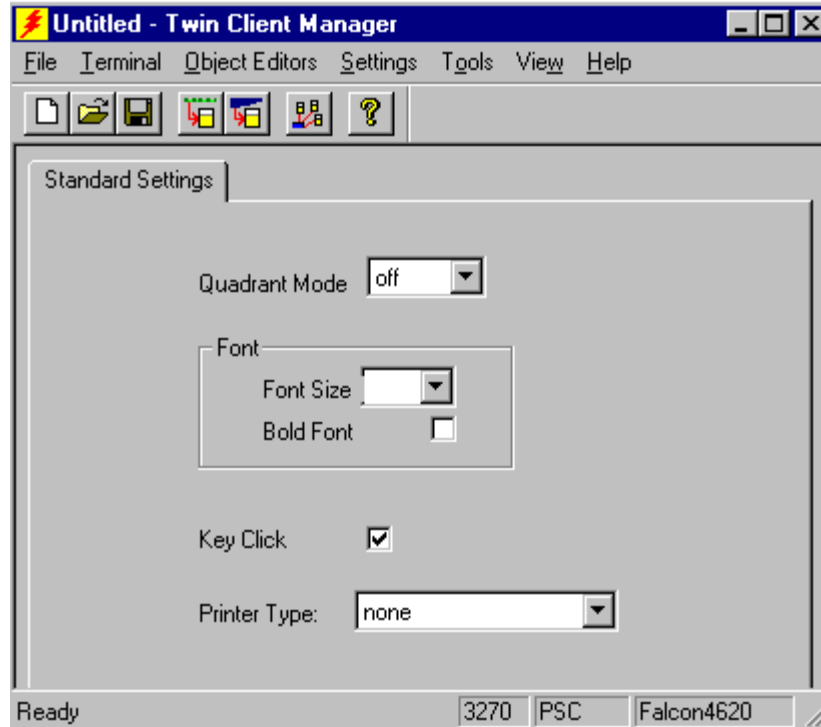 Untitled - Twin Client Manager
File Terminal Object Editors Settings Tools View Help
Standard Settings
Quadrant Mode off
Font
Font Size
Bold Font
Key Click
Printer Type: none
Ready 3270 PSC Falcon4620